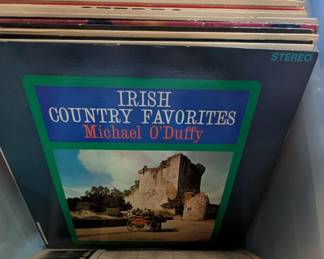 STEREO
IRISH
COUNTRY FAVORITES
Michael O'Duffy